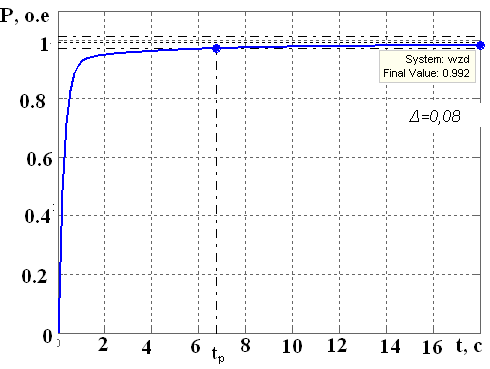 P, o.e
1
System: wzd
Final Value: 0.992
0.8
Δ=0,08
0.6
0.4
0.2
0
0 2 4 6 8 10 12 14 16 t, c
tp